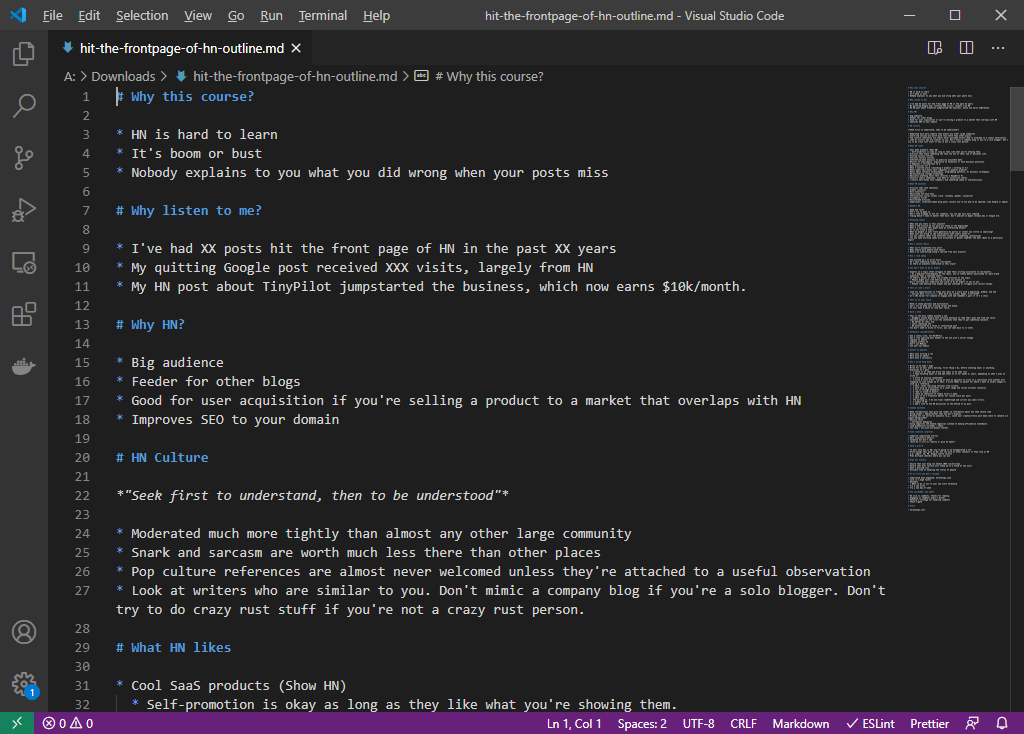 File Edit Selection View Go Run Terminal Help hit-the-frontpage-of-hn-outline.md - Visual Studio Code
hit-the-frontpage-of-hn-outline.md
A: > Downloads > hit-the-frontpage-of-hn-outline.md > abc # Why this course?
1 # Why this course?
2
3 * HN is hard to learn
4 * It's boom or bust
5 * Nobody explains to you what you did wrong when your posts miss
6
7 # Why listen to me?
8
9 * I've had XX posts hit the front page of HN in the past XX years
10 * My quitting Google post received XXX visits, largely from HN
11 * My HN post about TinyPilot jumpstarted the business, which now earns $10k/month.
12
13 # Why HN?
14
15 * Big audience
16 * Feeder for other blogs
17 * Good for user acquisition if you're selling a product to a market that overlaps with HN
18 * Improves SEO to your domain
19
20 # HN Culture
21
22 *"Seek first to understand, then to be understood"*
23
24 * Moderated much more tightly than almost any other large community
25 * Snark and sarcasm are worth much less there than other places
26 * Pop culture references are almost never welcomed unless they're attached to a useful observation
27 * Look at writers who are similar to you. Don't mimic a company blog if you're a solo blogger. Don't
try to do crazy rust stuff if you're not a crazy rust person.
28
29 # What HN likes
30
31 * Cool SaaS products (Show HN)
32 * Self-promotion is okay as long as they like what you're showing them.
1
0 0 Ln 1, Col 1 Spaces: 2 UTF-8 CRLF Markdown ESLint Prettier